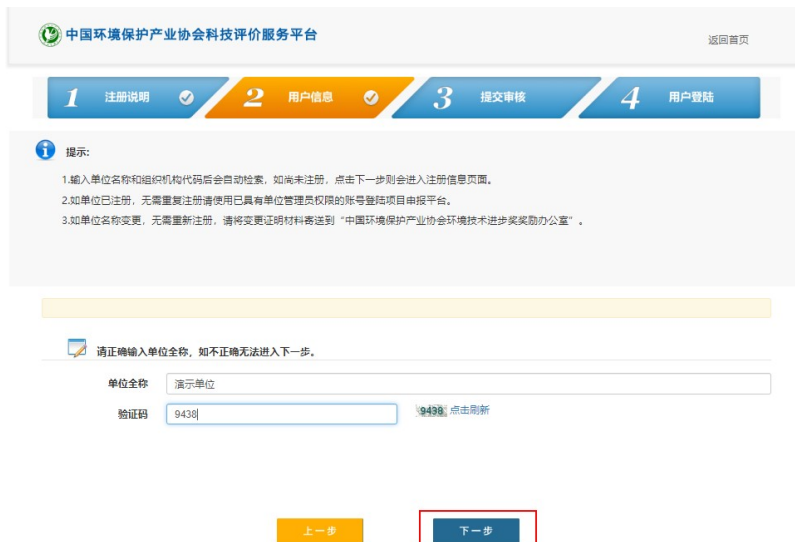 中国环境保护产业协会科技评价服务平台
返回首页
1 注册说明
2 用户信息
3 提交审核
4 用户登陆
提示:
1.输入单位名称和组织机构代码后会自动检索，如尚未注册，点击下一步则会进入注册信息页面。
2.如单位已注册，无需重复注册请使用已具有单位管理员权限的账号登陆项目申报平台。
3.如单位名称变更，无需重新注册，请将变更证明材料寄送到“中国环境保护产业协会环境技术进步奖奖励办公室”。
请正确输入单位全称，如不正确无法进入下一步。
单位全称 演示单位
验证码 9438 9438 点击刷新
上一步 下一步